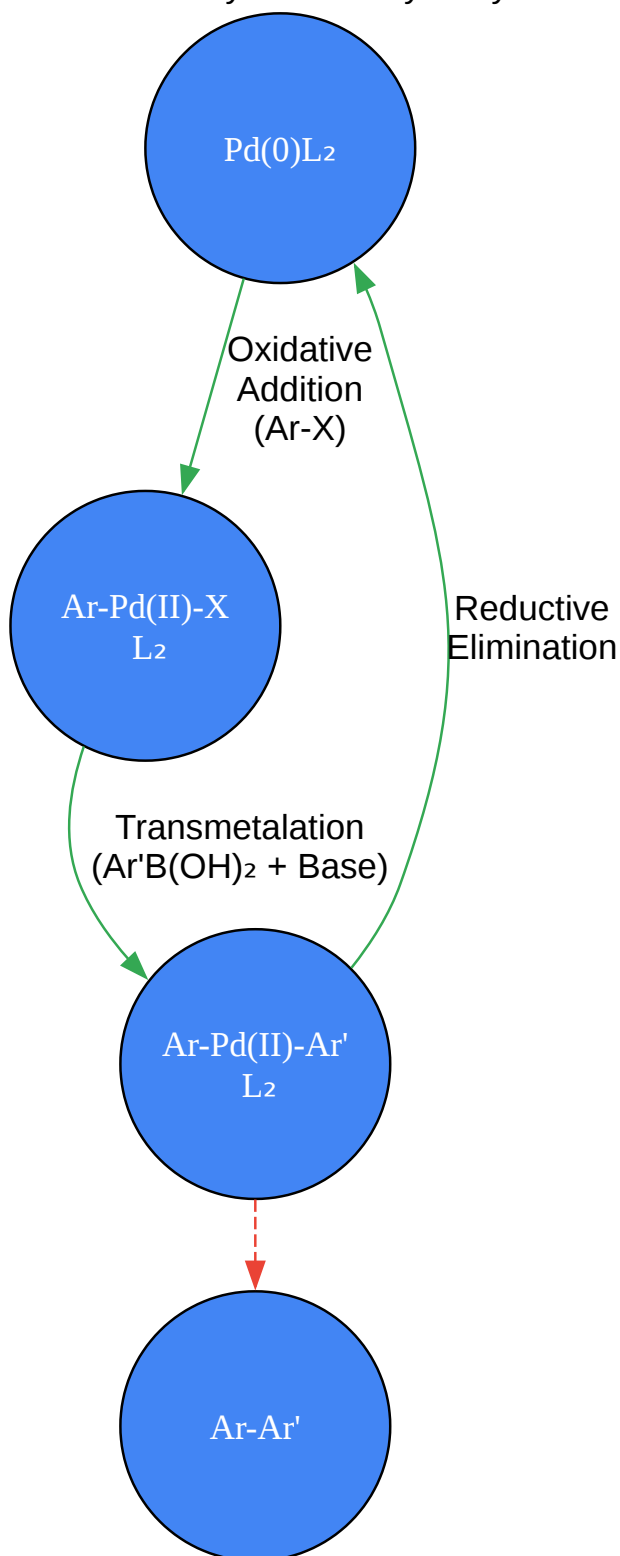 Pd(0)L₂
Oxidative
Addition
(Ar-X)
Ar-Pd(II)-X
L₂
Reductive
Elimination
Transmetalation
(Ar'B(OH)₂ + Base)
Ar-Pd(II)-Ar'
L₂
Ar-Ar'